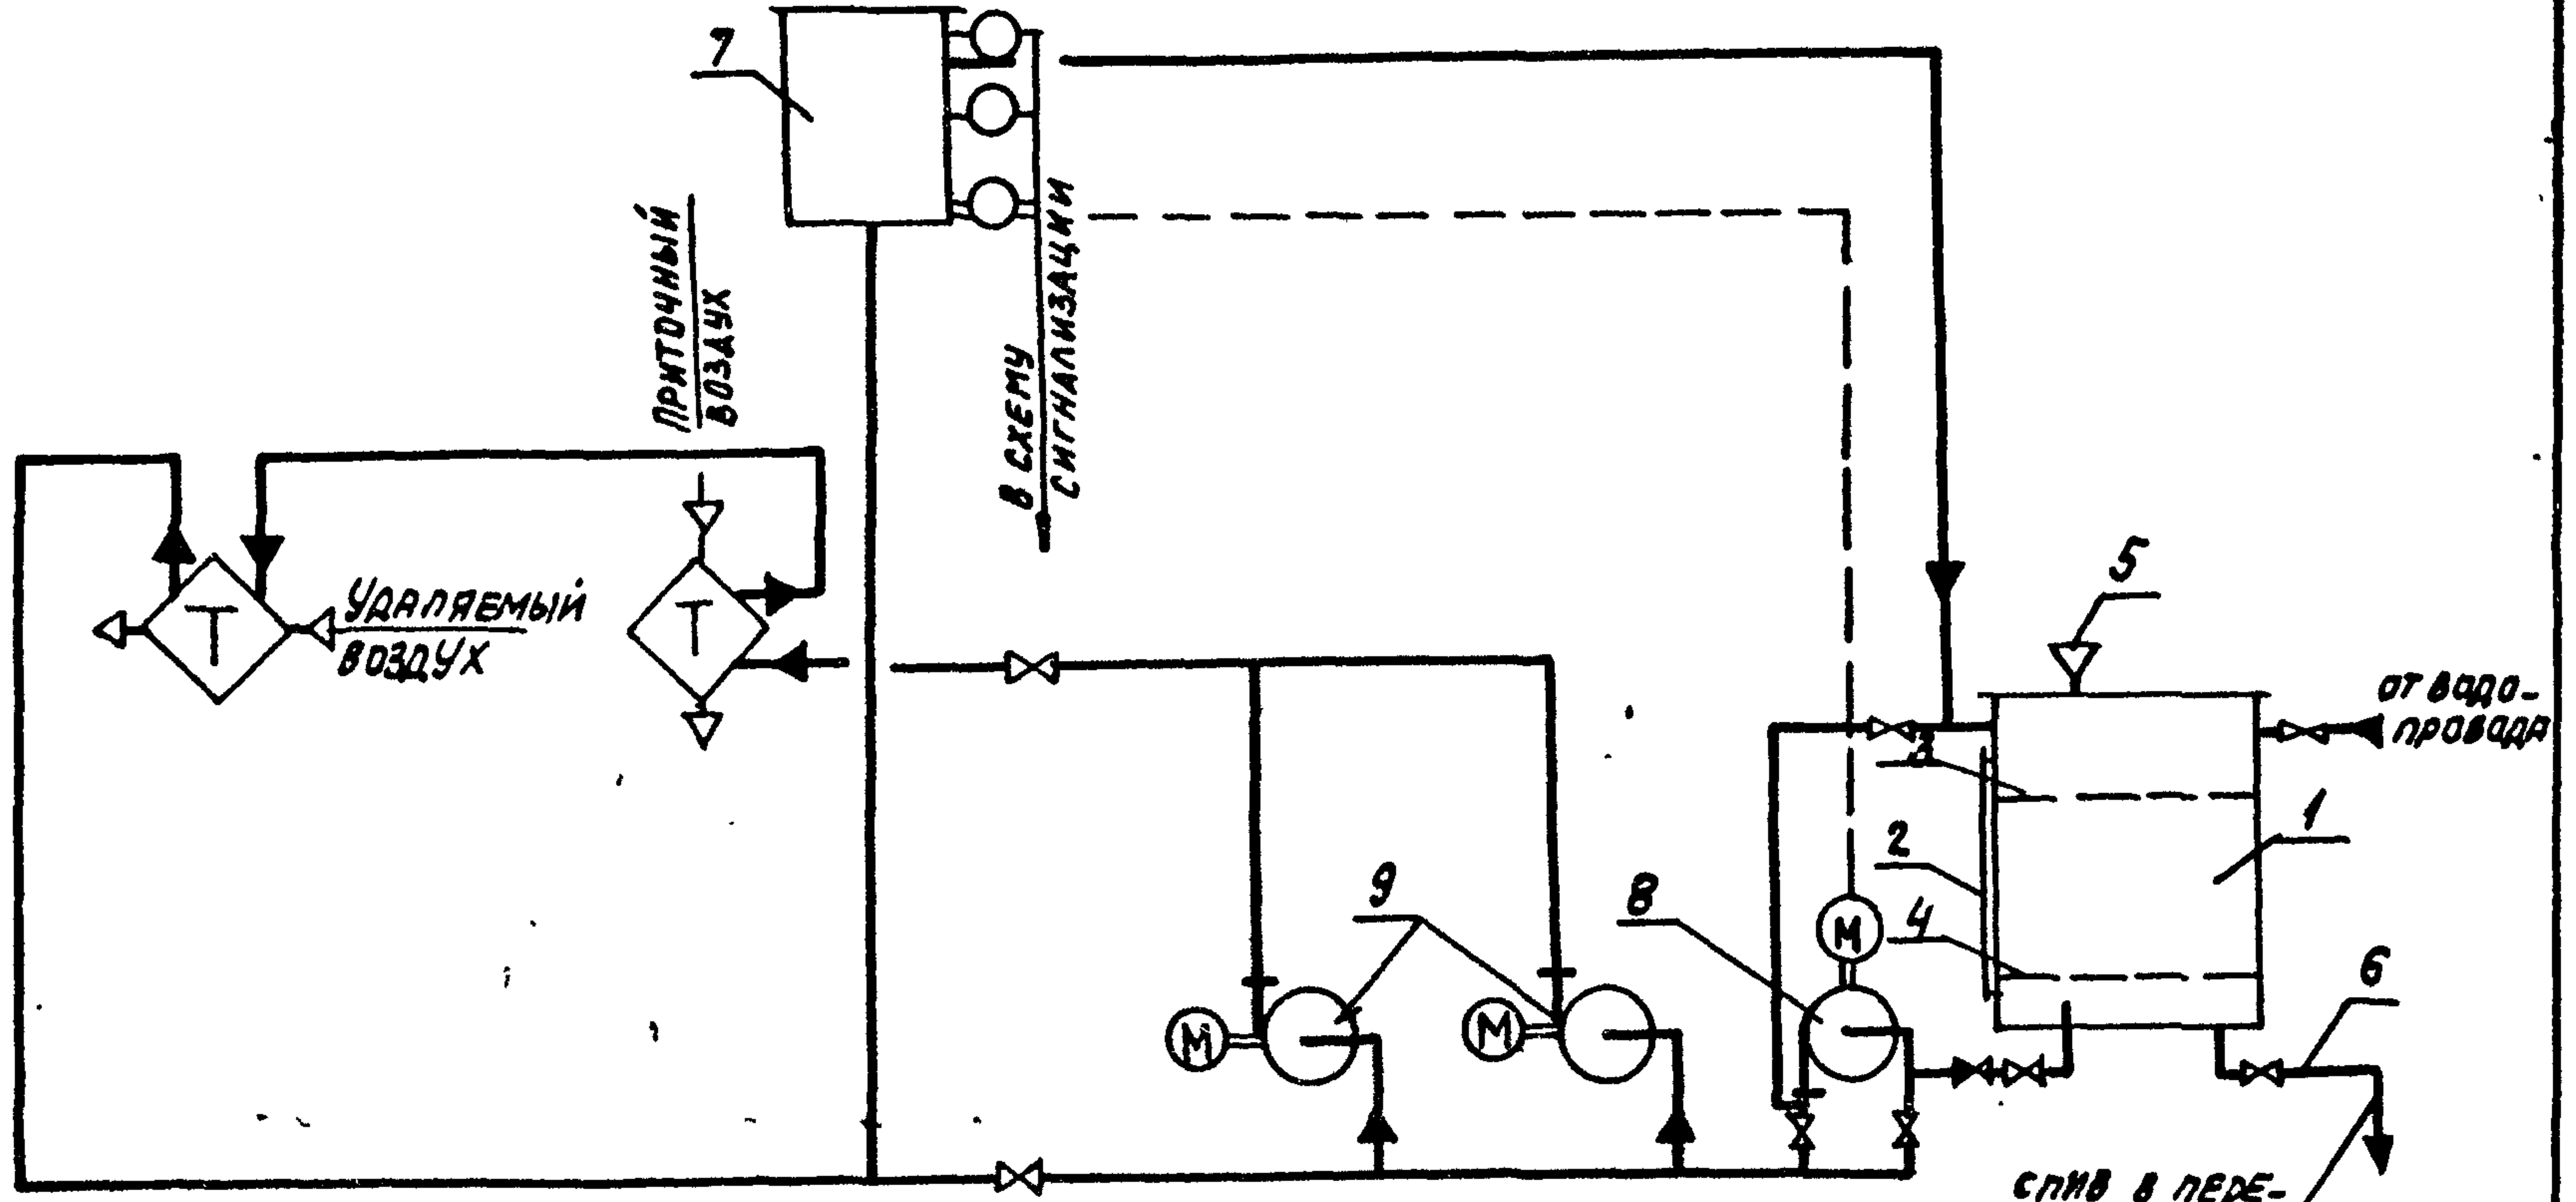 7
ПРИТОЧНЫЙ
ВОЗДУХ
В СХЕМУ
СИГНАЛИЗАЦИИ
Т
УДАЛЯЕМЫЙ
ВОЗДУХ
Т
5
ОТ ВОДО-
ПРОВОДА
3
1
2
9
8
М
4
6
М
М
СЛИВ В ПЕРЕ-